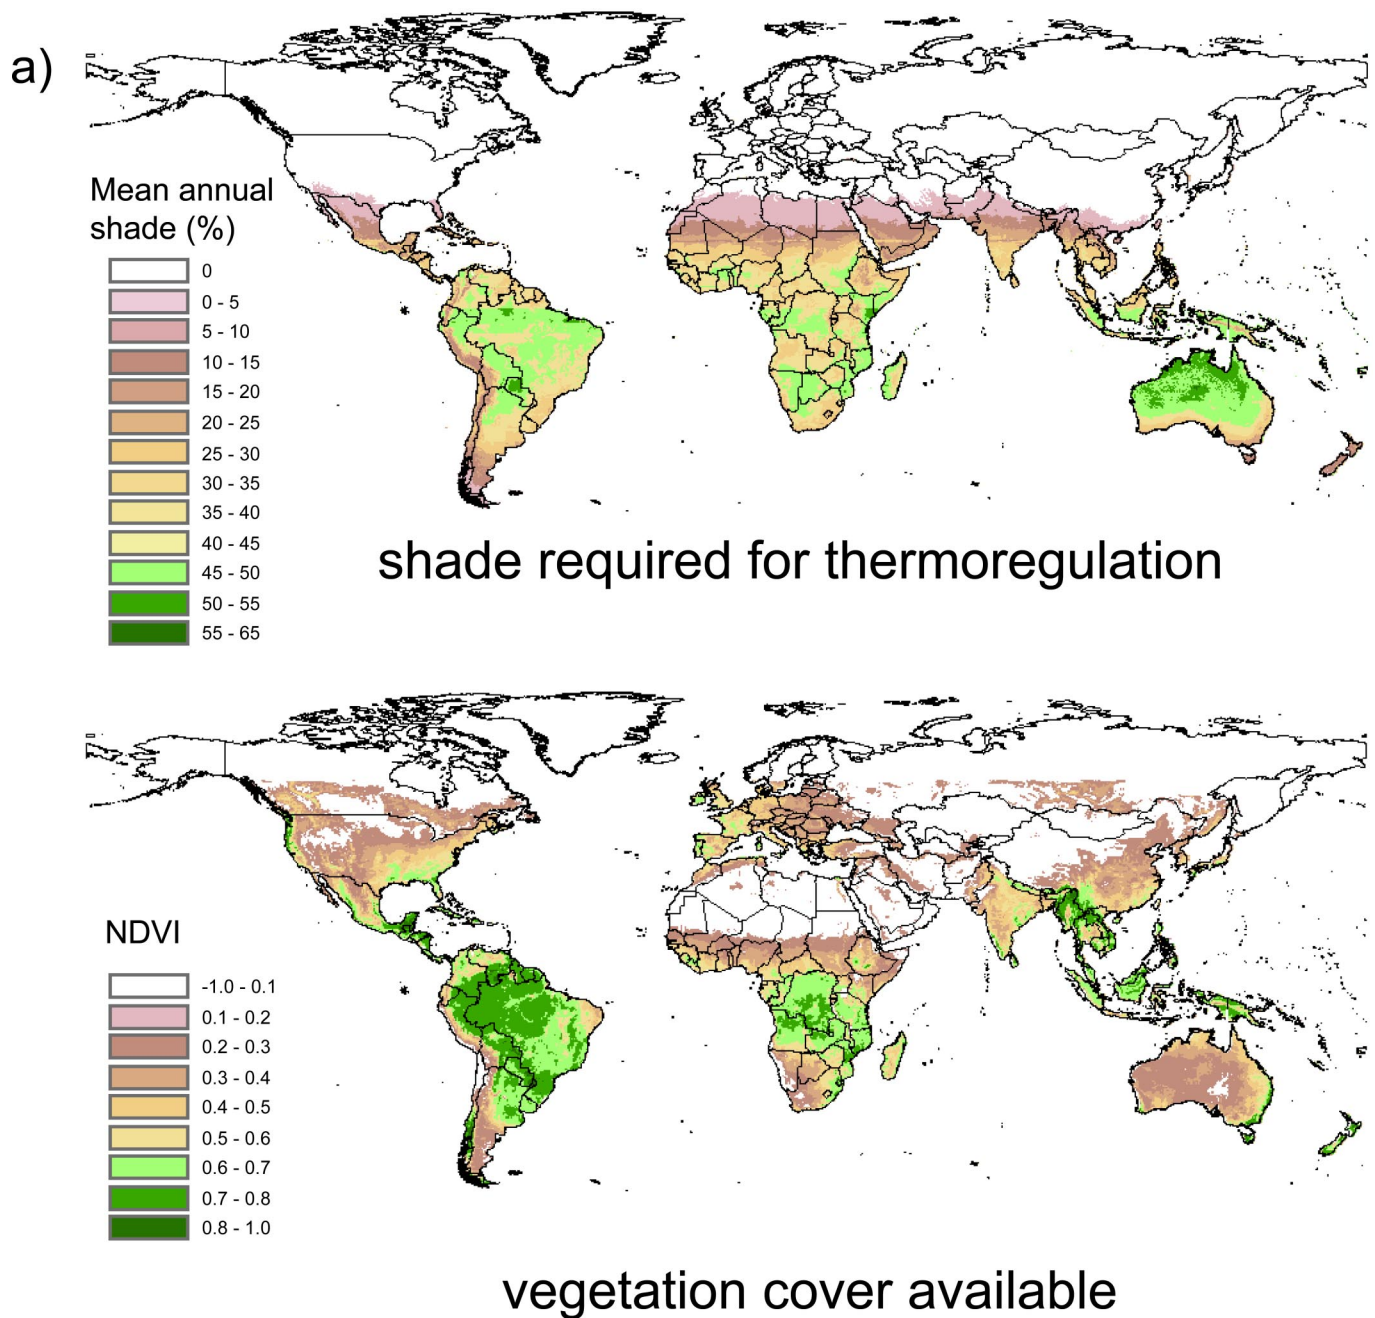 a)
Mean annual
shade (%)
0
0 - 5
5 - 10
10 - 15
15 - 20
20 - 25
25 - 30
30 - 35
35 - 40
40 - 45
45 - 50
50 - 55
55 - 65
shade required for thermoregulation
NDVI
-1.0 - 0.1
0.1 - 0.2
0.2 - 0.3
0.3 - 0.4
0.4 - 0.5
0.5 - 0.6
0.6 - 0.7
0.7 - 0.8
0.8 - 1.0
vegetation cover available